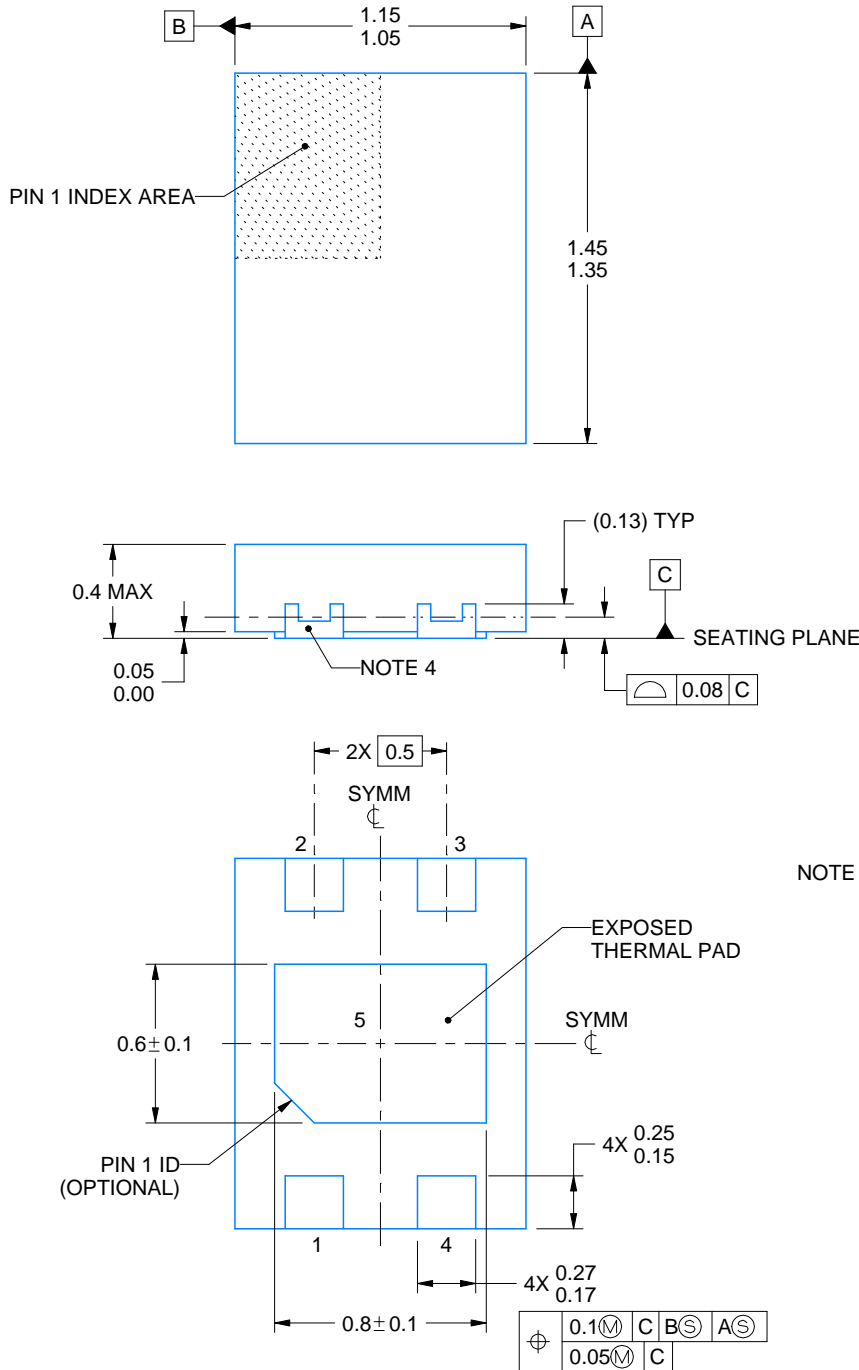 B
1.15
1.05
A
PIN 1 INDEX AREA
1.45
1.35
(0.13) TYP
0.4 MAX
C
SEATING PLANE
0.05
0.00
NOTE 4
⌓ 0.08 C
2X 0.5
SYMM
℄
2
3
NOTE
EXPOSED
THERMAL PAD
5
SYMM
℄
0.6±0.1
PIN 1 ID
(OPTIONAL)
4X 0.25
0.15
1
4
4X 0.27
0.17
0.8±0.1
⌖ 0.1Ⓜ C BⓈ AⓈ
0.05Ⓜ C